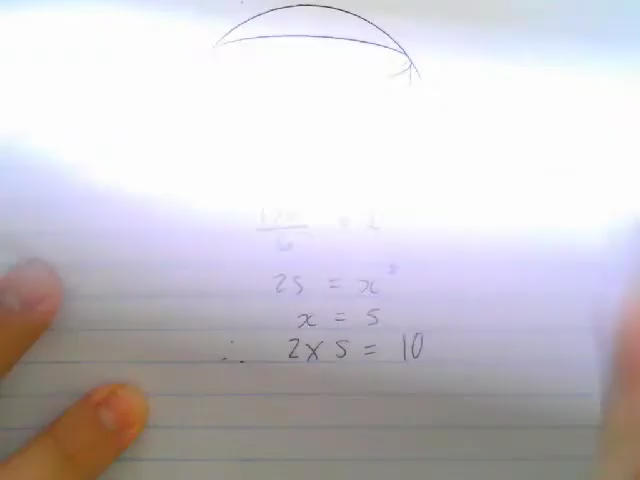 25 = x²
x = 5
∴ 2 x 5 = 10